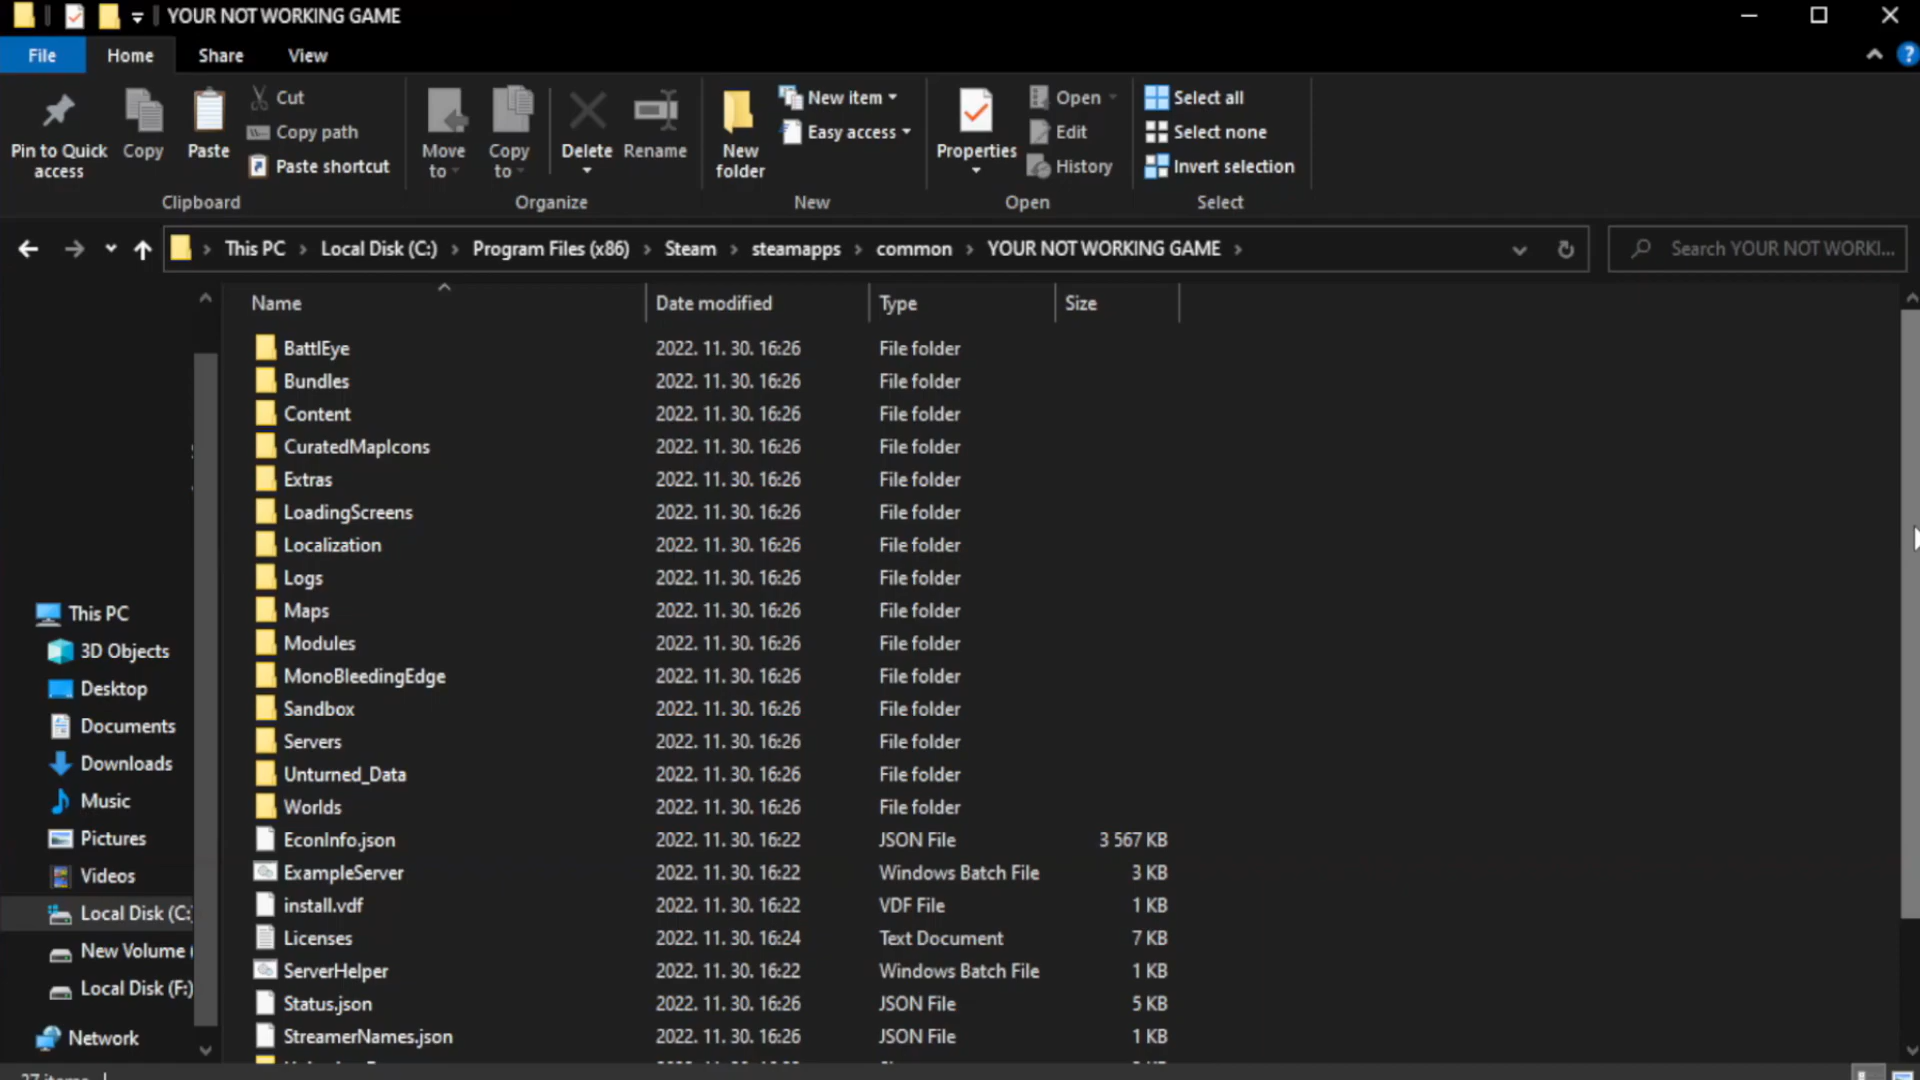 YOUR NOT WORKING GAME
File Home Share View
Pin to Quick access
Copy
Paste
Cut
Copy path
Paste shortcut
Move to
Copy to
Delete
Rename
New folder
New item
Easy access
Properties
Open
Edit
History
Select all
Select none
Invert selection
Clipboard Organize New Open Select
This PC Local Disk (C:) Program Files (x86) Steam steamapps common YOUR NOT WORKING GAME
Search YOUR NOT WORKI...
Name Date modified Type Size
BattlEye 2022. 11. 30. 16:26 File folder
Bundles 2022. 11. 30. 16:26 File folder
Content 2022. 11. 30. 16:26 File folder
CuratedMapIcons 2022. 11. 30. 16:26 File folder
Extras 2022. 11. 30. 16:26 File folder
LoadingScreens 2022. 11. 30. 16:26 File folder
Localization 2022. 11. 30. 16:26 File folder
Logs 2022. 11. 30. 16:26 File folder
Maps 2022. 11. 30. 16:26 File folder
Modules 2022. 11. 30. 16:26 File folder
MonoBleedingEdge 2022. 11. 30. 16:26 File folder
Sandbox 2022. 11. 30. 16:26 File folder
Servers 2022. 11. 30. 16:26 File folder
Unturned_Data 2022. 11. 30. 16:26 File folder
Worlds 2022. 11. 30. 16:26 File folder
EconInfo.json 2022. 11. 30. 16:22 JSON File 3 567 KB
ExampleServer 2022. 11. 30. 16:22 Windows Batch File 3 KB
install.vdf 2022. 11. 30. 16:22 VDF File 1 KB
Licenses 2022. 11. 30. 16:24 Text Document 7 KB
ServerHelper 2022. 11. 30. 16:22 Windows Batch File 1 KB
Status.json 2022. 11. 30. 16:26 JSON File 5 KB
StreamerNames.json 2022. 11. 30. 16:26 JSON File 1 KB
This PC
3D Objects
Desktop
Documents
Downloads
Music
Pictures
Videos
Local Disk (C:)
New Volume (
Local Disk (F:)
Network